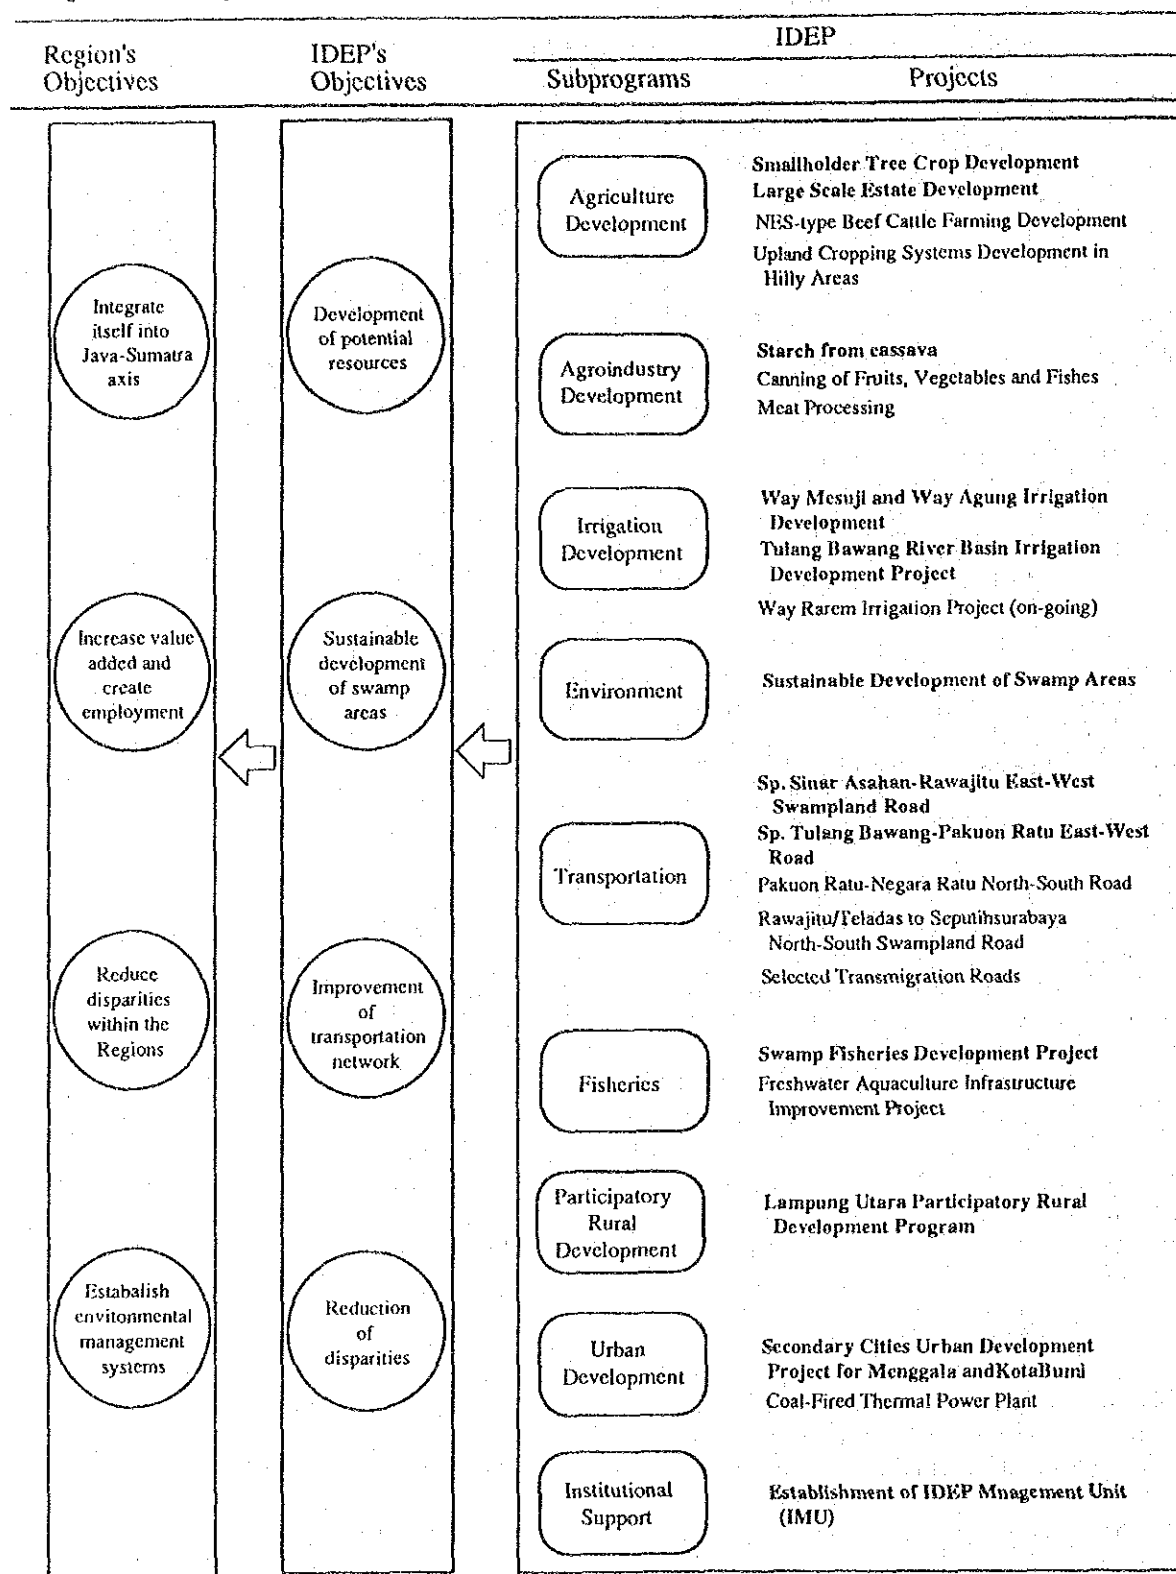 Region's
Objectives
IDEP's
Objectives
IDEP
Subprograms
Projects
Integrate
itself into
Java-Sumatra
axis
Increase value
added and
create
employment
Reduce
disparities
within the
Regions
Estabalish
envitonmental
management
systems
Development
of potential
resources
Sustainable
development
of swamp
areas
Improvement
of
transportation
network
Reduction
of
disparities
Agriculture
Development
Smallholder Tree Crop Development
Large Scale Estate Development
NES-type Beef Cattle Farming Development
Upland Cropping Systems Development in
Hilly Areas
Agroindustry
Development
Starch from cassava
Canning of Fruits, Vegetables and Fishes
Meat Processing
Irrigation
Development
Way Mesuji and Way Agung Irrigation
Development
Tulang Bawang River Basin Irrigation
Development Project
Way Rarem Irrigation Project (on-going)
Environment
Sustainable Development of Swamp Areas
Transportation
Sp. Sinar Asahan-Rawajitu East-West
Swampland Road
Sp. Tulang Bawang-Pakuon Ratu East-West
Road
Pakuon Ratu-Negara Ratu North-South Road
Rawajitu/Teladas to Seputihsurabaya
North-South Swampland Road
Selected Transmigration Roads
Fisheries
Swamp Fisheries Development Project
Freshwater Aquaculture Infrastructure
Improvement Project
Participatory
Rural
Development
Lampung Utara Participatory Rural
Development Program
Urban
Development
Secondary Cities Urban Development
Project for Menggala andKotaBumi
Coal-Fired Thermal Power Plant
Institutional
Support
Establishment of IDEP Mnagement Unit
(IMU)